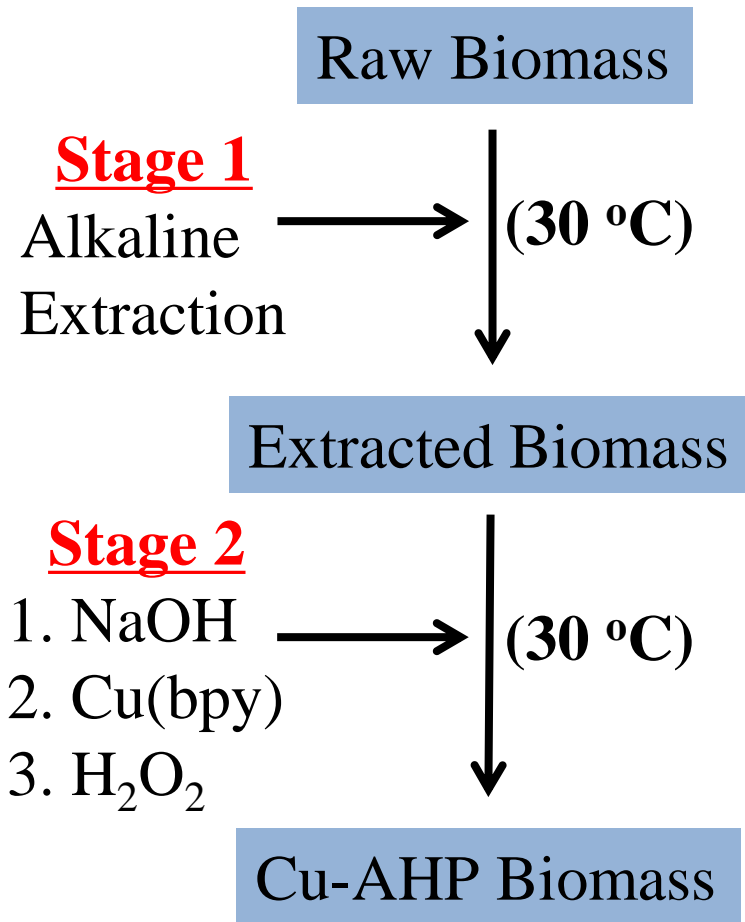 Raw Biomass
Stage 1
Alkaline
Extraction
(30 °C)
Extracted Biomass
Stage 2
1. NaOH
2. Cu(bpy)
3. H₂O₂
(30 °C)
Cu-AHP Biomass